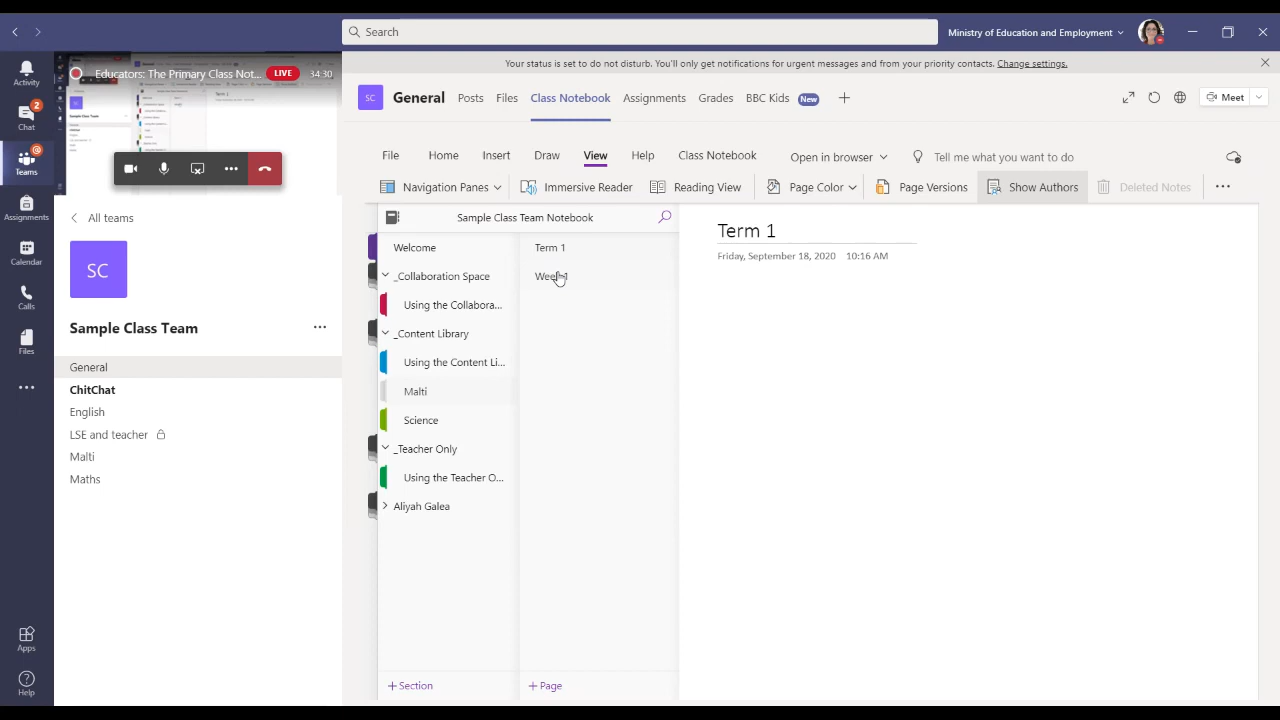 Search
Ministry of Education and Employment
Educators: The Primary Class Not...
LIVE
34:30
Your status is set to do not disturb. You'll only get notifications for urgent messages and from your priority contacts. Change settings.
Activity
Chat
2
Teams
Assignments
Calendar
Calls
Files
Apps
Help
All teams
SC
Sample Class Team
General
ChitChat
English
LSE and teacher
Malti
Maths
SC
General
Posts
Files
Class Notebook
Assignments
Grades
BBC Kids
New
Meet
File
Home
Insert
Draw
View
Help
Class Notebook
Open in browser
Tell me what you want to do
Navigation Panes
Immersive Reader
Reading View
Page Color
Page Versions
Show Authors
Deleted Notes
Sample Class Team Notebook
Welcome
_Collaboration Space
Using the Collabora...
_Content Library
Using the Content Li...
Malti
Science
_Teacher Only
Using the Teacher O...
Aliyah Galea
+ Section
Term 1
Week 1
+ Page
Term 1
Friday, September 18, 2020
10:16 AM